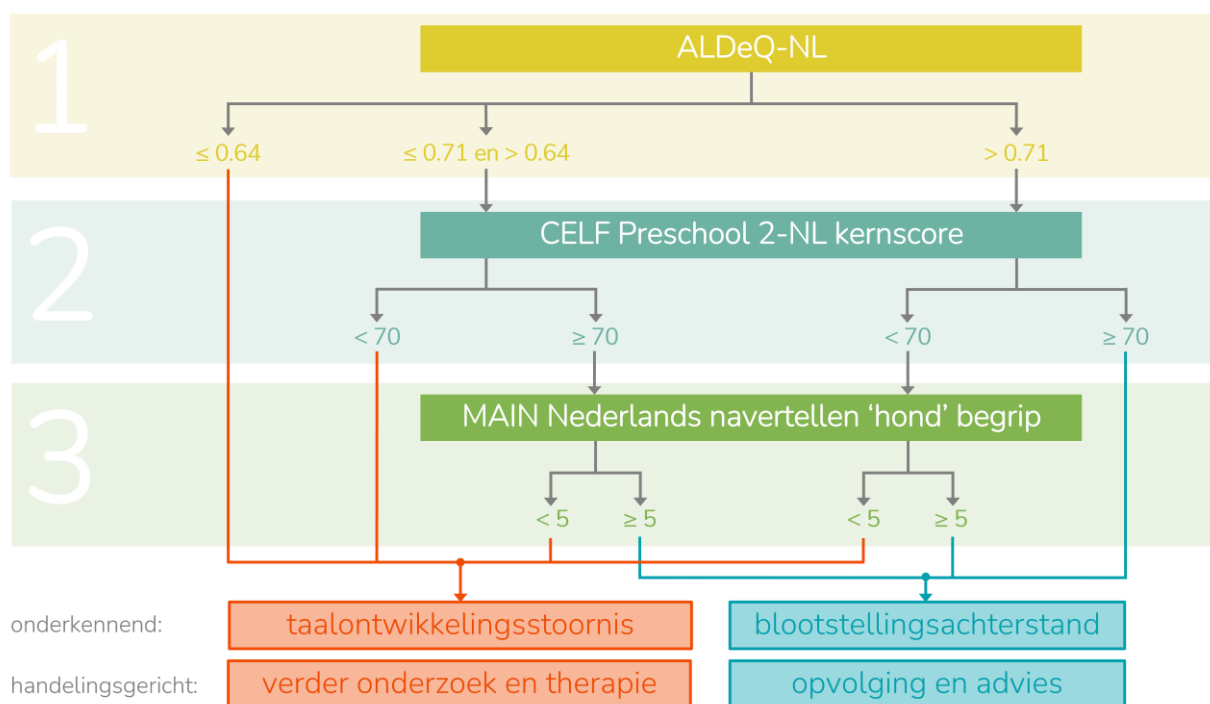 1
ALDeQ-NL
≤ 0.64
≤ 0.71 en > 0.64
> 0.71
2
CELF Preschool 2-NL kernscore
< 70
≥ 70
< 70
≥ 70
3
MAIN Nederlands navertellen ‘hond’ begrip
< 5
≥ 5
< 5
≥ 5
onderkennend:
taalontwikkelingsstoornis
blootstellingsachterstand
handelingsgericht:
verder onderzoek en therapie
opvolging en advies